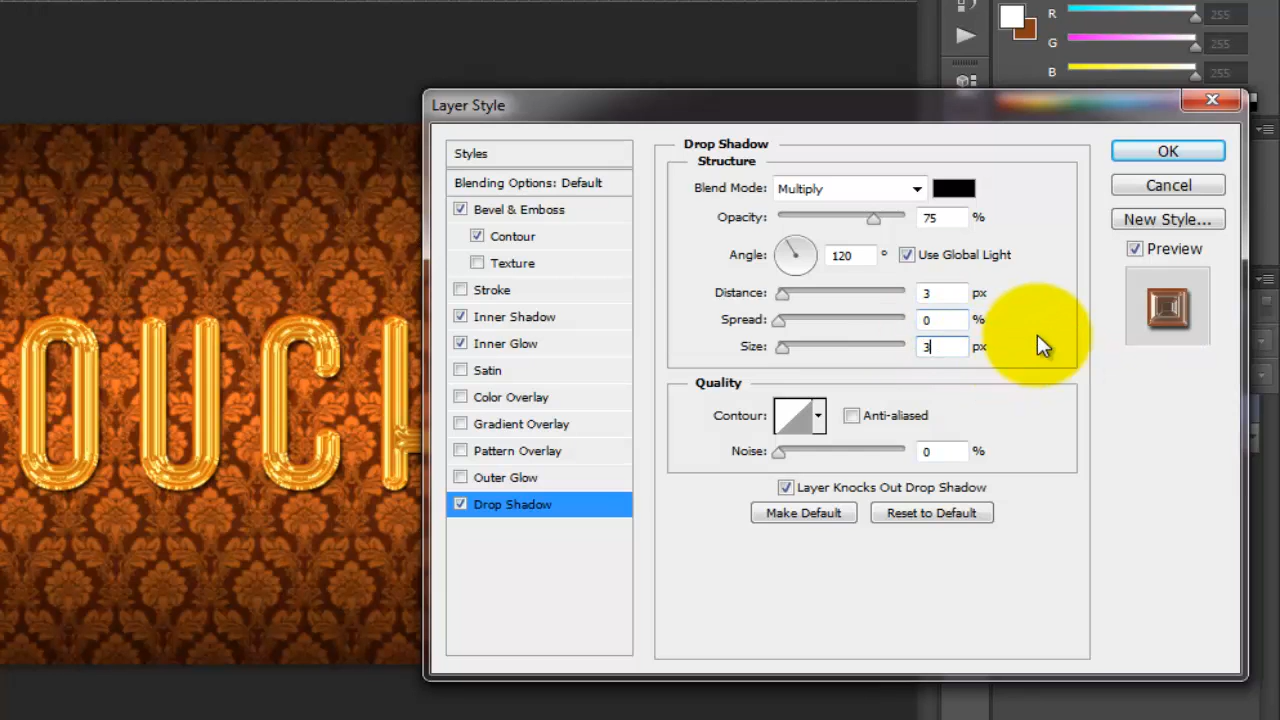 R 255
G 255
B 255
Layer Style
Styles
Blending Options: Default
Bevel & Emboss
Contour
Texture
Stroke
Inner Shadow
Inner Glow
Satin
Color Overlay
Gradient Overlay
Pattern Overlay
Outer Glow
Drop Shadow
Drop Shadow
Structure
Blend Mode: Multiply
Opacity: 75 %
Angle: 120 ° Use Global Light
Distance: 3 px
Spread: 0 %
Size: 3 px
Quality
Contour: Anti-aliased
Noise: 0 %
Layer Knocks Out Drop Shadow
Make Default Reset to Default
OK
Cancel
New Style...
Preview
OUCH